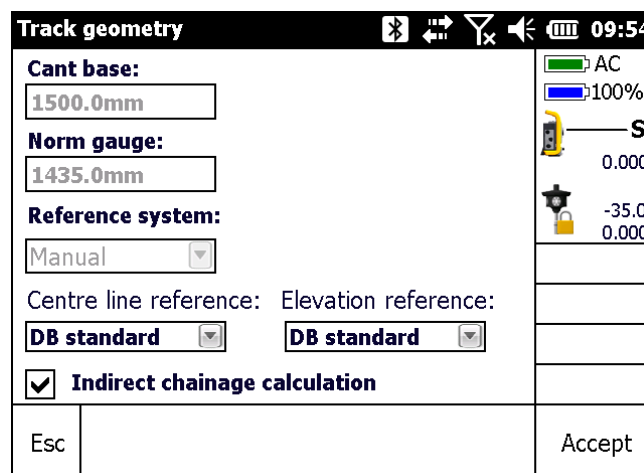 Track geometry 09:54
Cant base:
1500.0mm
Norm gauge:
1435.0mm
Reference system:
Manual
Centre line reference: Elevation reference:
DB standard DB standard
Indirect chainage calculation
Esc
AC
100%
S
0.000
-35.0
0.000
Accept